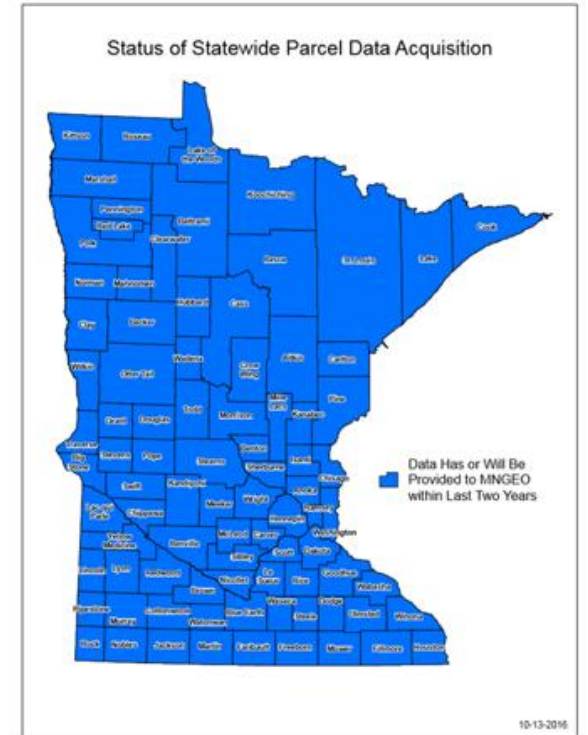 Status of Statewide Parcel Data Acquisition
Kittson
Roseau
Lake of
the Woods
Marshall
Koochiching
Pennington
Beltrami
Cook
Red Lake
Polk
Clearwater
Itasca
St. Louis
Lake
Norman
Mahnomen
Hubbard
Cass
Clay
Becker
Aitkin
Wadena
Carlton
Wilkin
Otter Tail
Crow
Wing
Pine
Mille
Lacs
Todd
Kanabec
Grant
Douglas
Morrison
Traverse
Benton
Big
Stone
Stevens
Pope
Stearns
Isanti
Sherburne
Chisago
Data Has or Will Be
Provided to MNGEO
within Last Two Years
Swift
Kandiyohi
Anoka
Wright
Meeker
Ramsey
Chippewa
Hennepin
Washington
Yellow
Medicine
McLeod
Carver
Renville
Scott
Dakota
Sibley
Lincoln
Lyon
Redwood
Le
Sueur
Rice
Goodhue
Nicollet
Wabasha
Brown
Pipestone
Murray
Cottonwood
Watonwan
Blue Earth
Waseca
Steele
Dodge
Olmsted
Winona
Rock
Nobles
Jackson
Martin
Faribault
Freeborn
Mower
Fillmore
Houston
10-13-2016